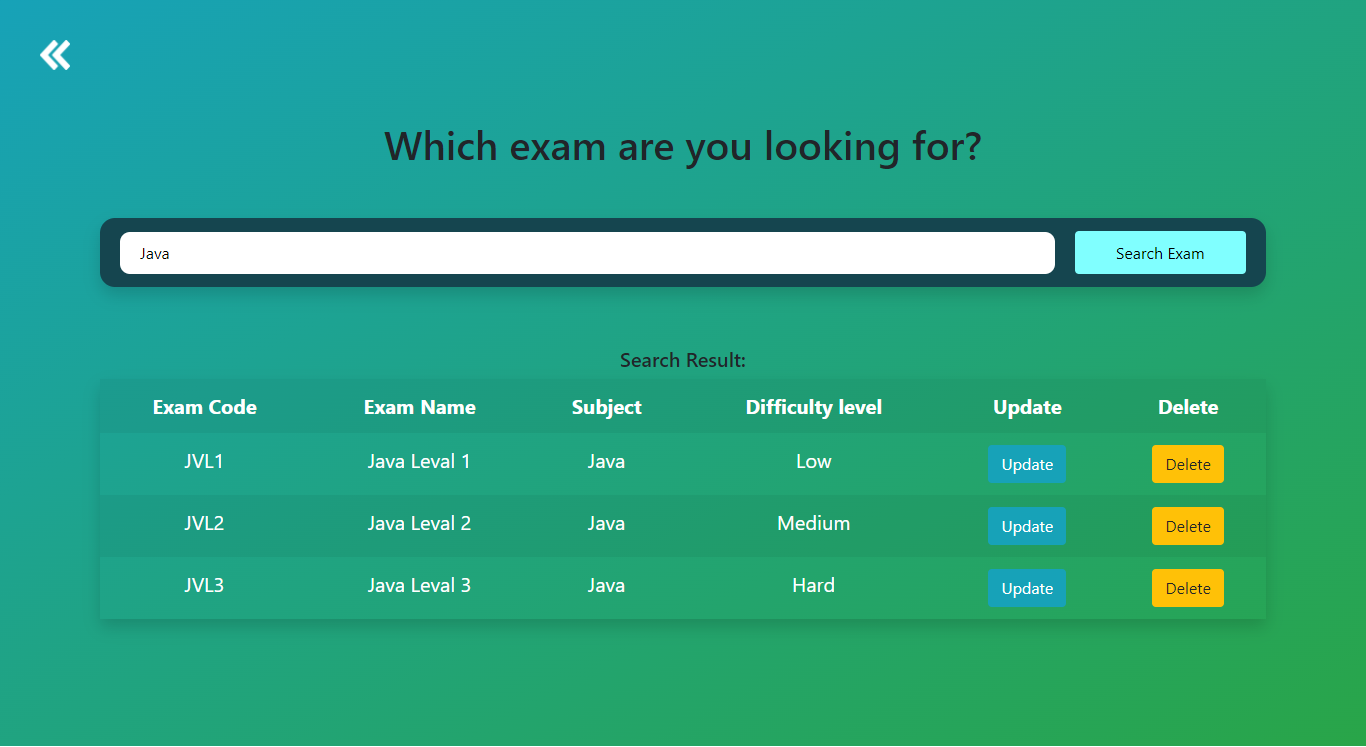 Which exam are you looking for?
Java
Search Exam
Search Result:
Exam Code Exam Name Subject Difficulty level Update Delete
JVL1 Java Leval 1 Java Low Update Delete
JVL2 Java Leval 2 Java Medium Update Delete
JVL3 Java Leval 3 Java Hard Update Delete